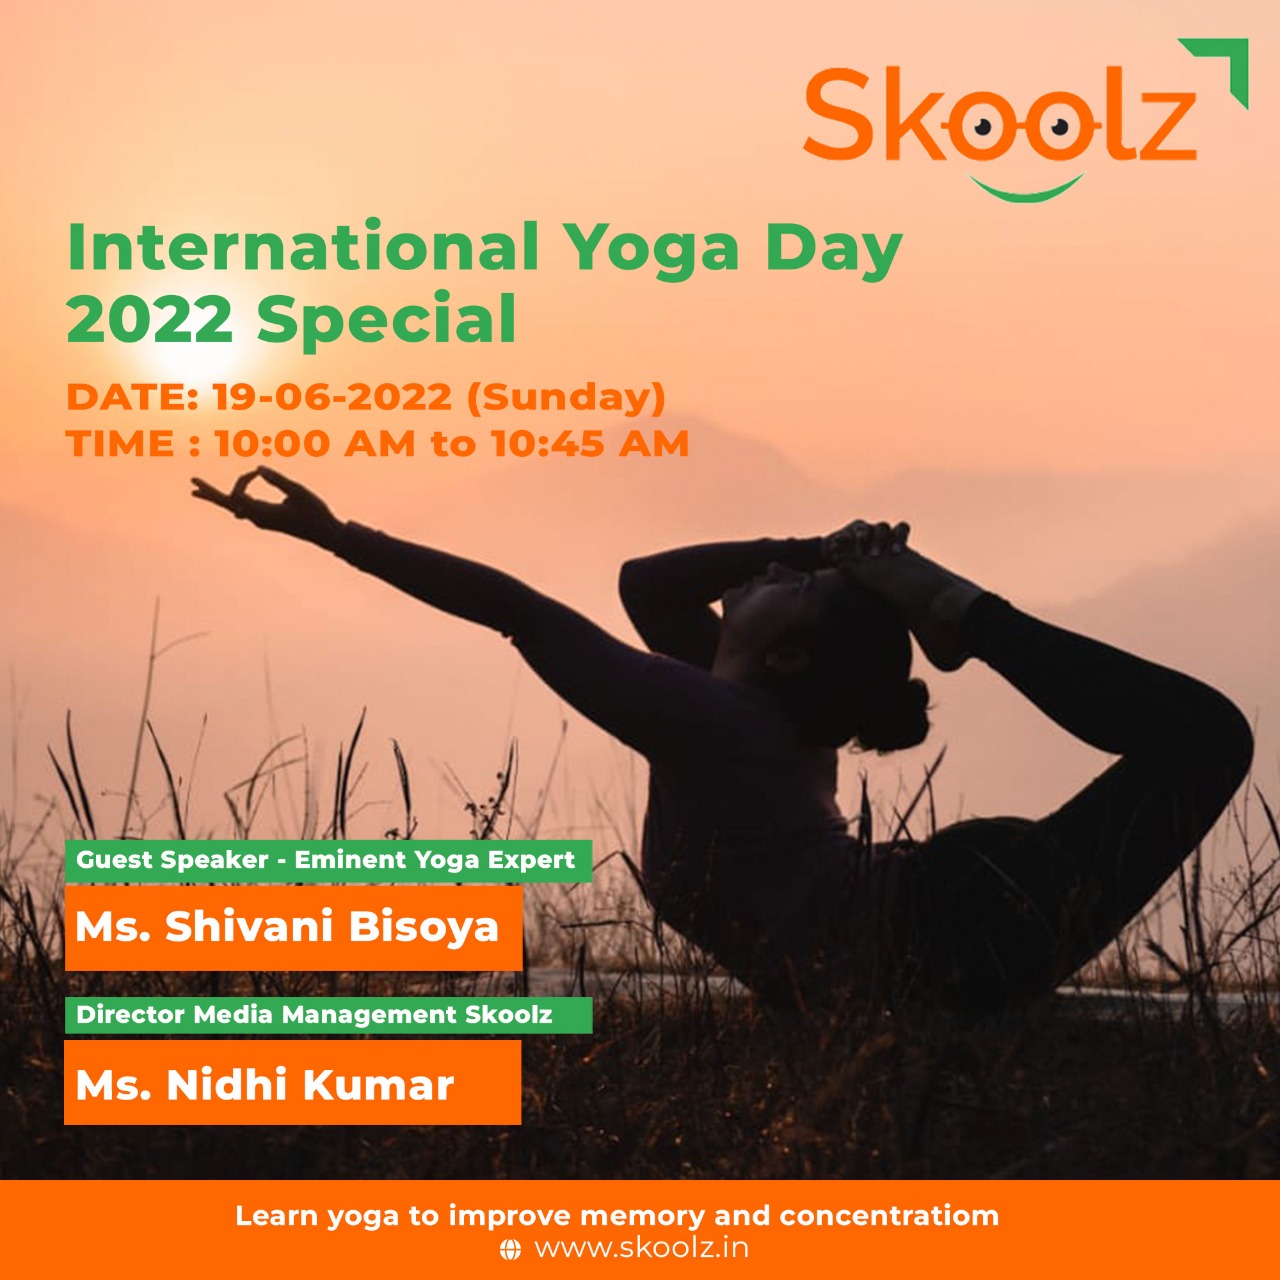 Skoolz
International Yoga Day
2022 Special
DATE: 19-06-2022 (Sunday)
TIME : 10:00 AM to 10:45 AM
Guest Speaker - Eminent Yoga Expert
Ms. Shivani Bisoya
Director Media Management Skoolz
Ms. Nidhi Kumar
Learn yoga to improve memory and concentratiom
www.skoolz.in